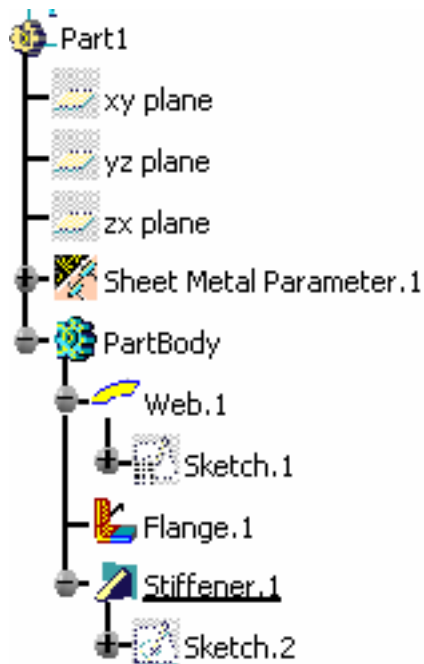 Part1
xy plane
yz plane
zx plane
Sheet Metal Parameter.1
PartBody
Web.1
Sketch.1
Flange.1
Stiffener.1
Sketch.2